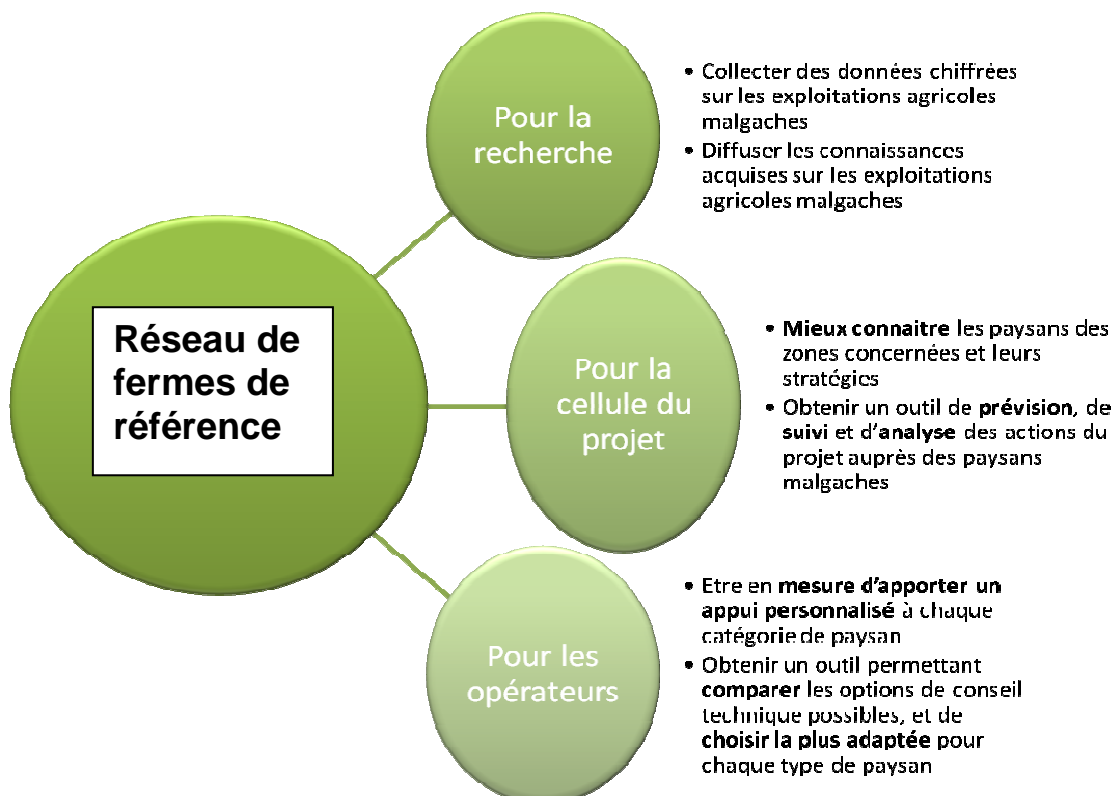 Réseau de
fermes de
référence
Pour la
recherche
• Collecter des données chiffrées
sur les exploitations agricoles
malgaches
• Diffuser les connaissances
acquises sur les exploitations
agricoles malgaches
Pour la
cellule du
projet
• Mieux connaitre les paysans des
zones concernées et leurs
stratégies
• Obtenir un outil de prévision, de
suivi et d'analyse des actions du
projet auprès des paysans
malgaches
Pour les
opérateurs
• Etre en mesure d'apporter un
appui personnalisé à chaque
catégorie de paysan
• Obtenir un outil permettant
comparer les options de conseil
technique possibles, et de
choisir la plus adaptée pour
chaque type de paysan